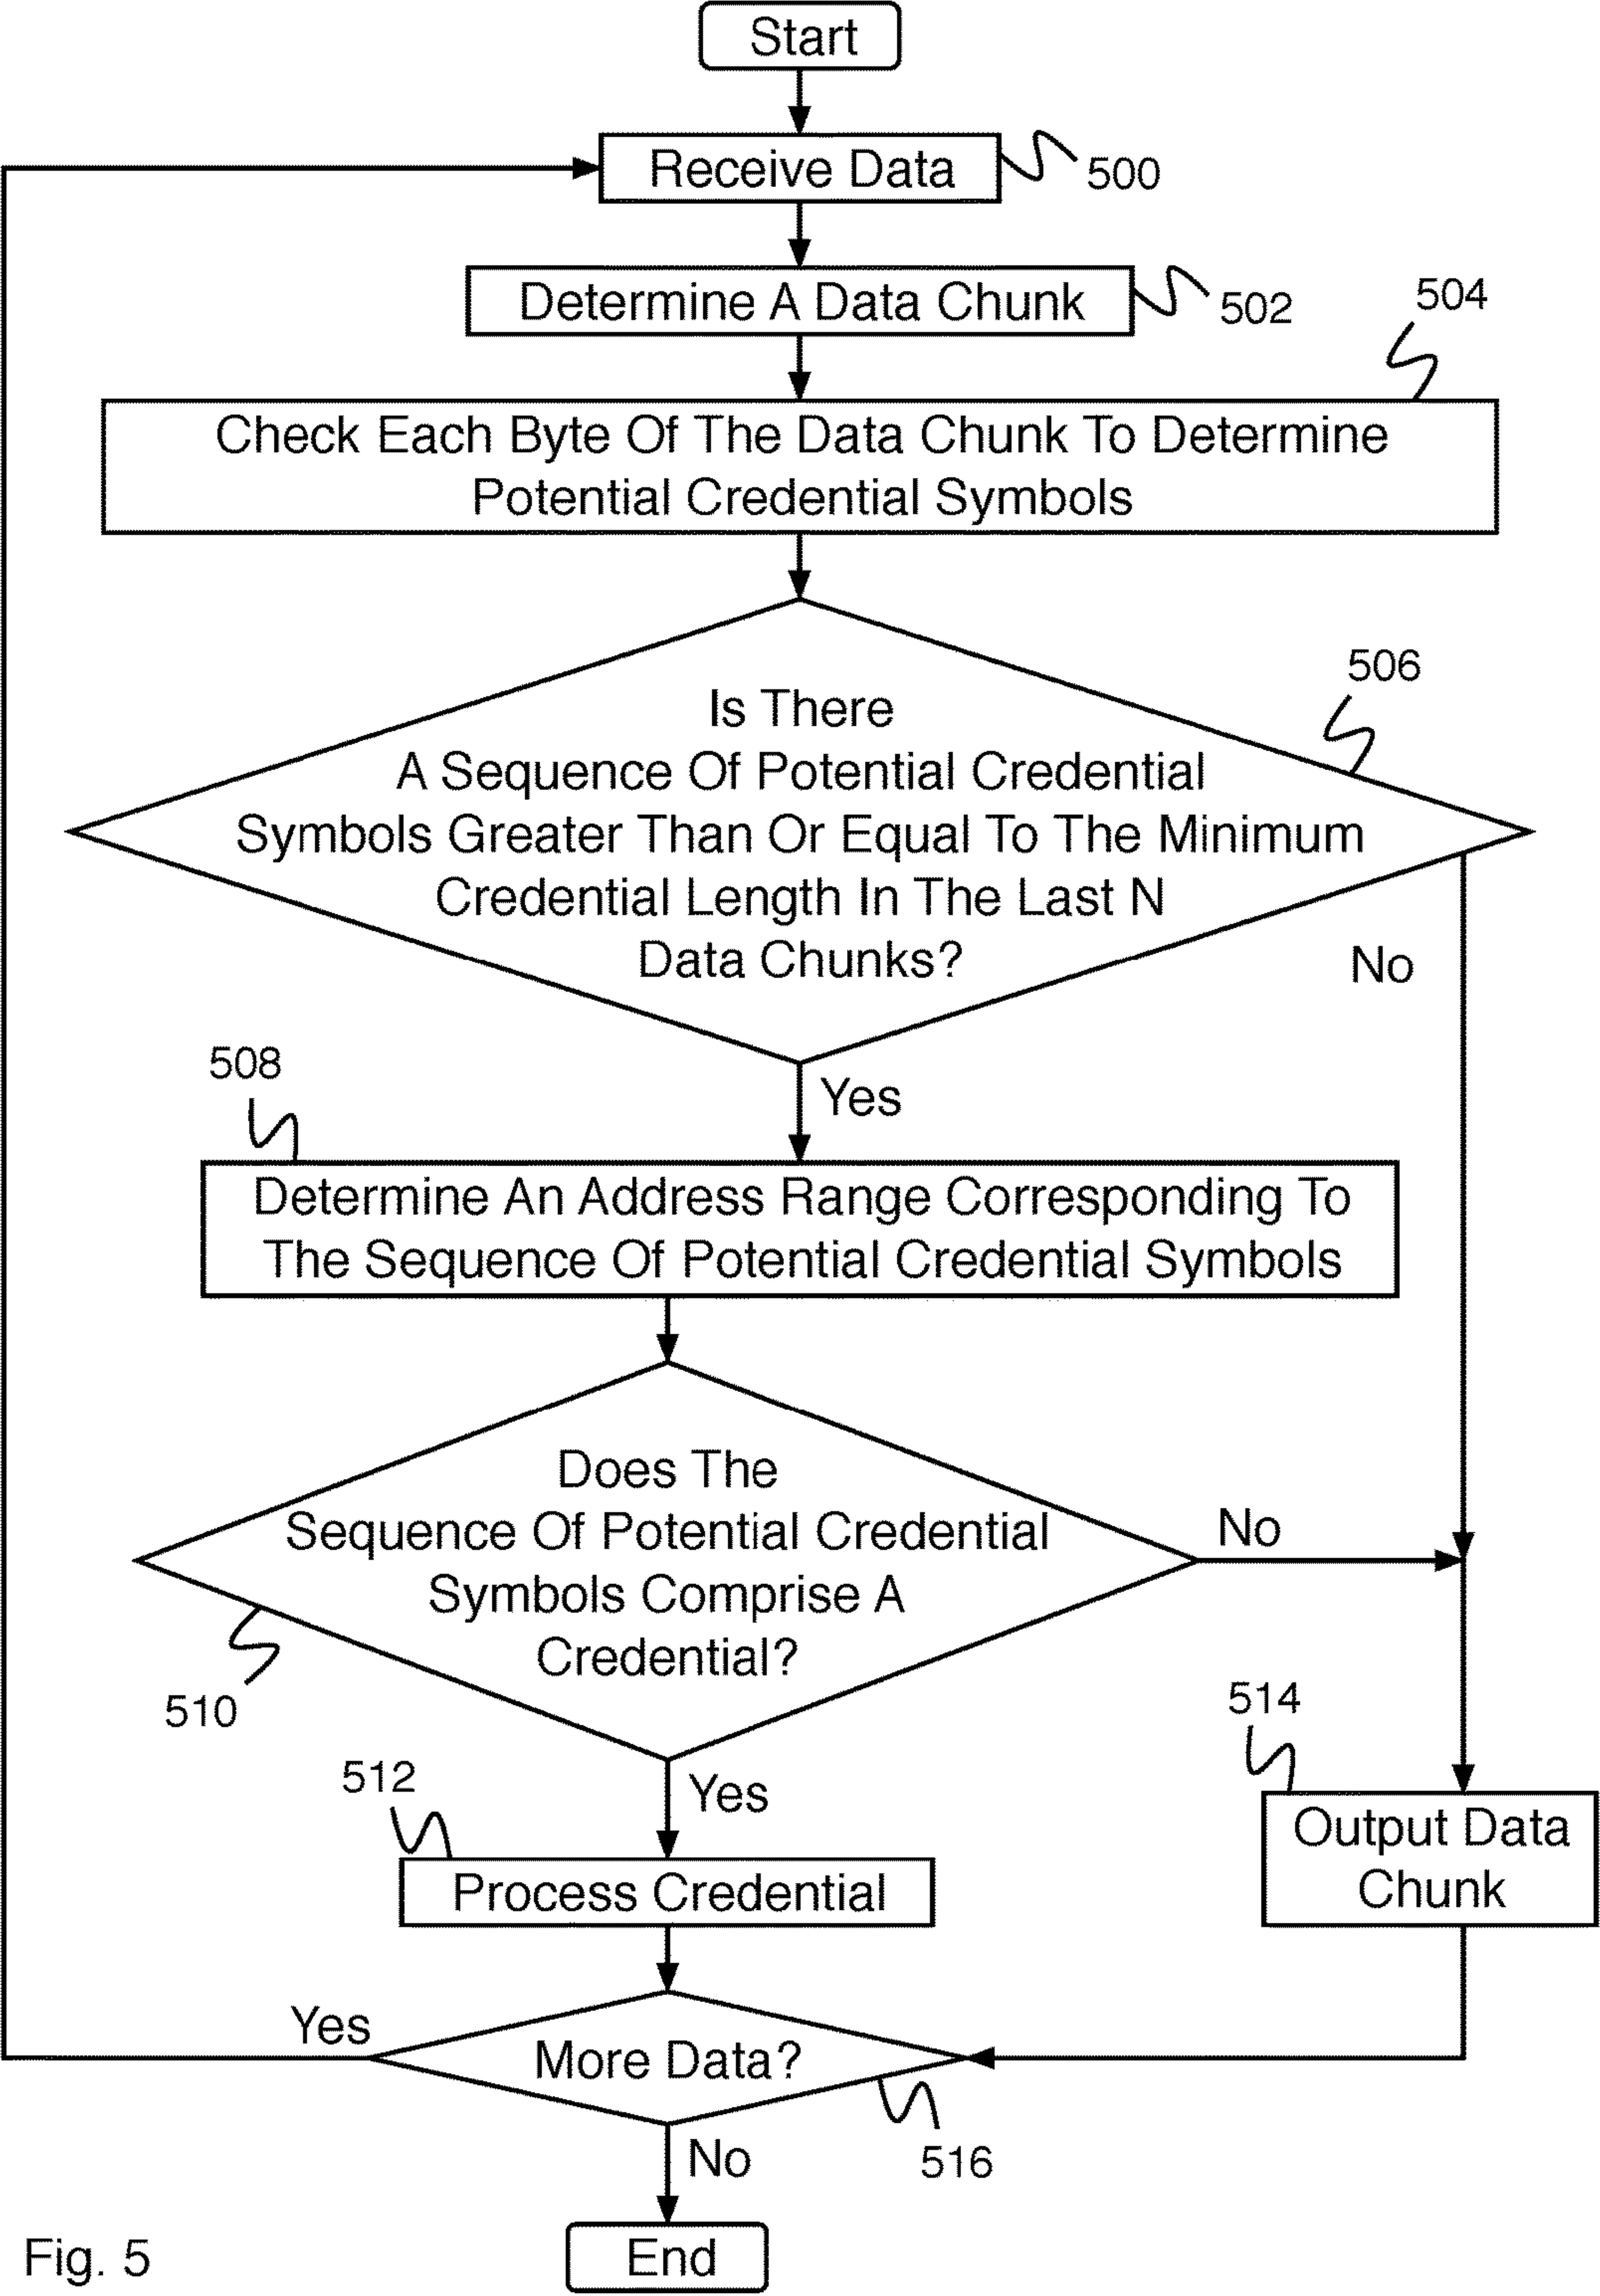 Start
Receive Data
500
Determine A Data Chunk
502
504
Check Each Byte Of The Data Chunk To Determine
Potential Credential Symbols
506
Is There
A Sequence Of Potential Credential
Symbols Greater Than Or Equal To The Minimum
Credential Length In The Last N
Data Chunks?
No
Yes
508
Determine An Address Range Corresponding To
The Sequence Of Potential Credential Symbols
Does The
Sequence Of Potential Credential
Symbols Comprise A
Credential?
No
510
Yes
512
Process Credential
514
Output Data
Chunk
Yes
More Data?
516
No
End
Fig. 5